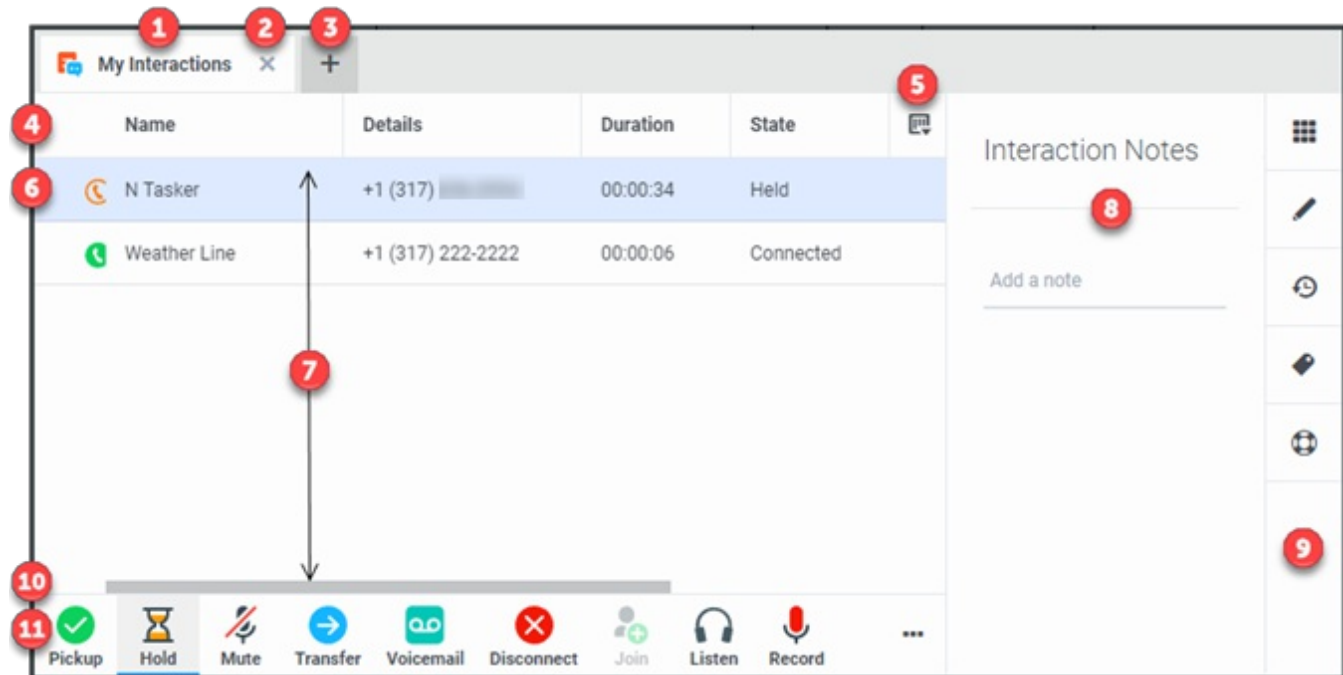 1 2 3
My Interactions × +
5
4 Name Details Duration State
Interaction Notes
6 N Tasker +1 (317) 00:00:34 Held
8
Weather Line +1 (317) 222-2222 00:00:06 Connected
Add a note
7
9
10
11
Pickup Hold Mute Transfer Voicemail Disconnect Join Listen Record